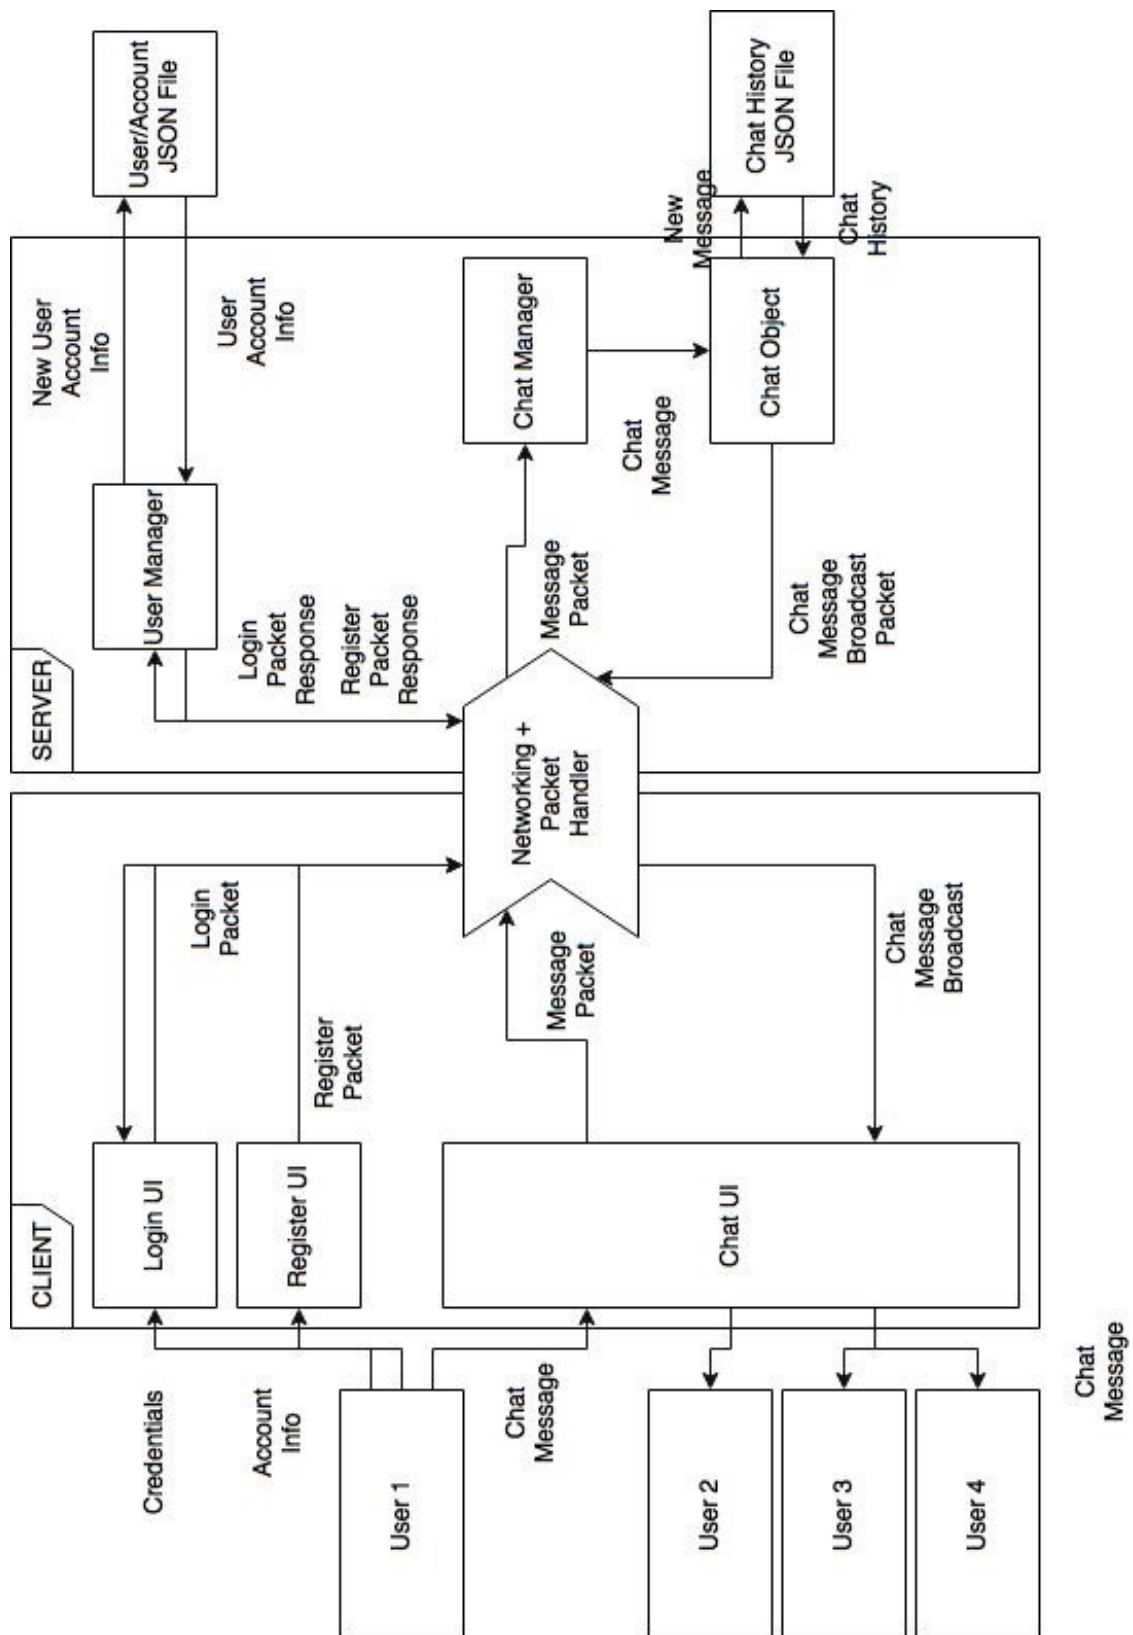 CLIENT
SERVER
Credentials
Account
Info
User 1
Chat
Message
User 2
User 3
User 4
Chat
Message
Login UI
Register UI
Chat UI
Login
Packet
Register
Packet
Message
Packet
Chat
Message
Broadcast
Networking +
Packet
Handler
Login
Packet
Response
Register
Packet
Response
Message
Packet
Chat
Message
Broadcast
Packet
User Manager
Chat Manager
Chat
Message
Chat Object
New User
Account
Info
User
Account
Info
New
Message
Chat
History
User/Account
JSON File
Chat History
JSON File